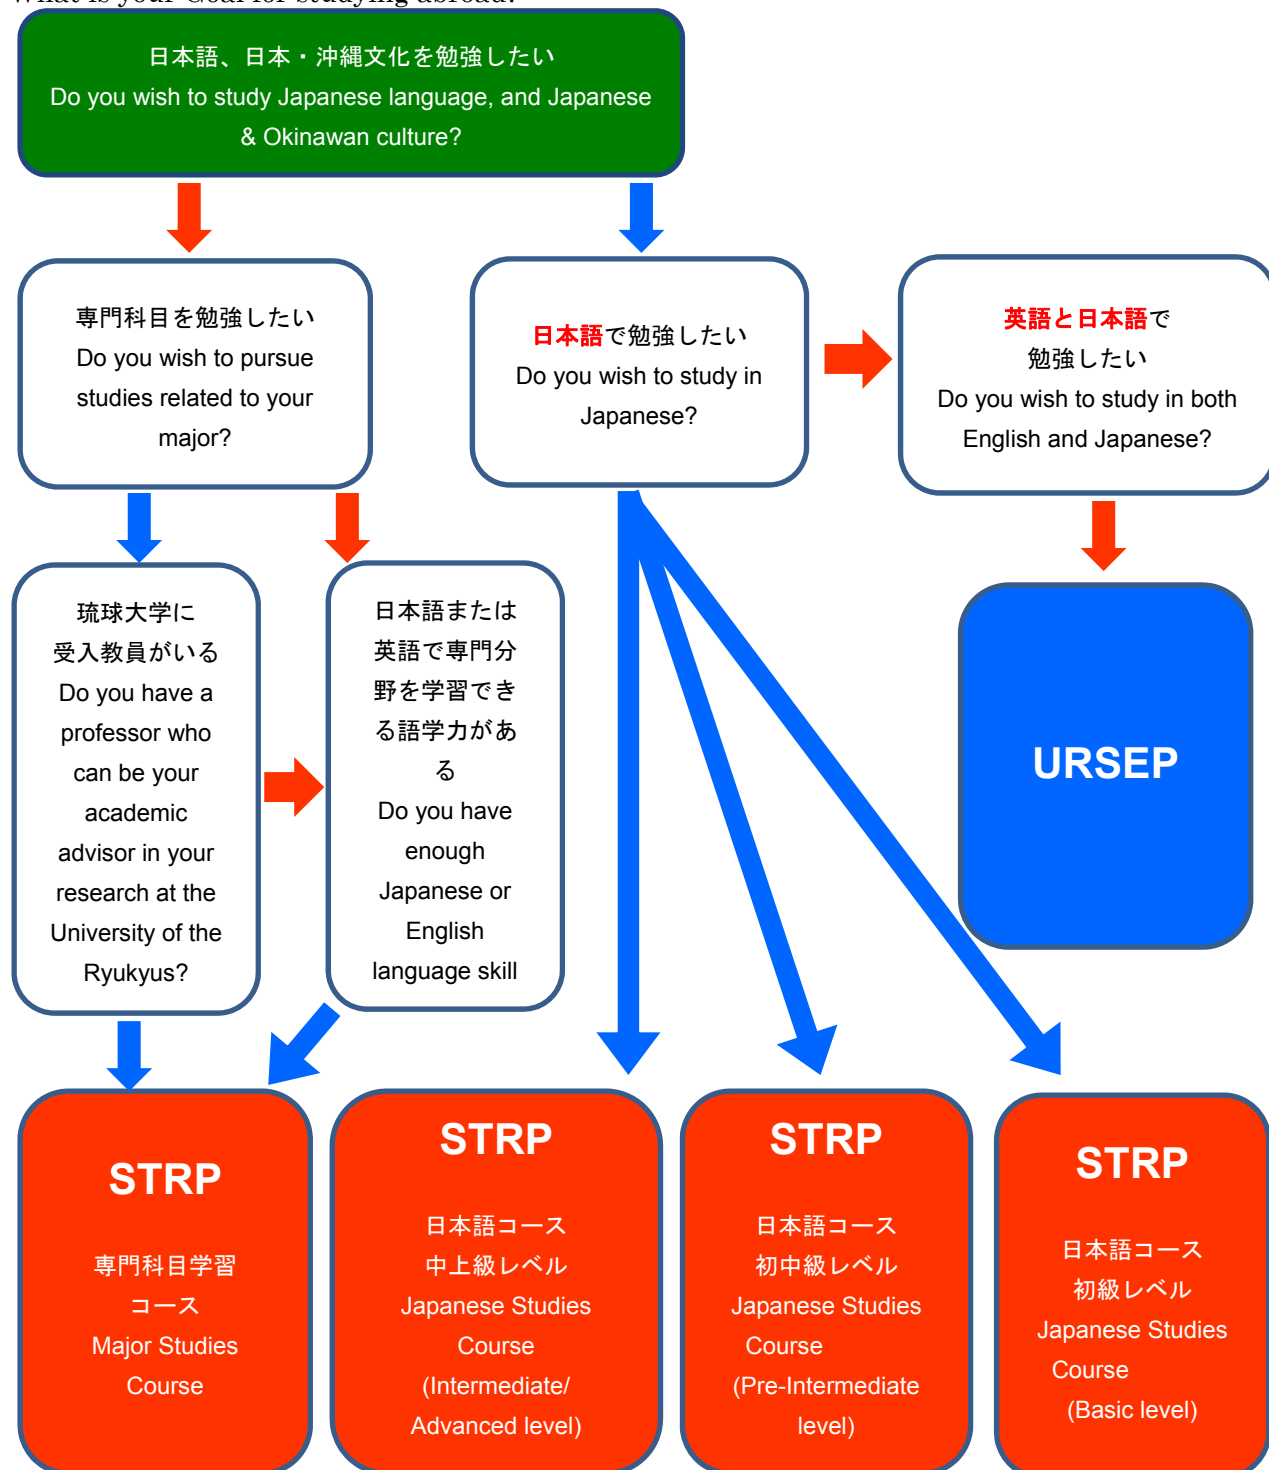 What is your Goal for studying abroad?
日本語、日本・沖縄文化を勉強したい
Do you wish to study Japanese language, and Japanese
& Okinawan culture?
専門科目を勉強したい
Do you wish to pursue
studies related to your
major?
日本語で勉強したい
Do you wish to study in
Japanese?
英語と日本語で
勉強したい
Do you wish to study in both
English and Japanese?
琉球大学に
受入教員がいる
Do you have a
professor who
can be your
academic
advisor in your
research at the
University of the
Ryukyus?
日本語または
英語で専門分
野を学習でき
る語学力があ
る
Do you have
enough
Japanese or
English
language skill
URSEP
STRP
専門科目学習
コース
Major Studies
Course
STRP
日本語コース
中上級レベル
Japanese Studies
Course
(Intermediate/
Advanced level)
STRP
日本語コース
初中級レベル
Japanese Studies
Course
(Pre-Intermediate
level)
STRP
日本語コース
初級レベル
Japanese Studies
Course
(Basic level)